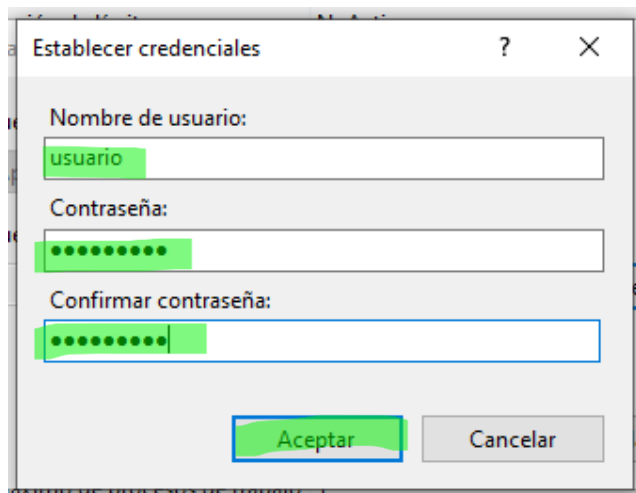 Establecer credenciales ? ×
Nombre de usuario:
usuario
Contraseña:
●●●●●●●●●
Confirmar contraseña:
●●●●●●●●●
Aceptar Cancelar